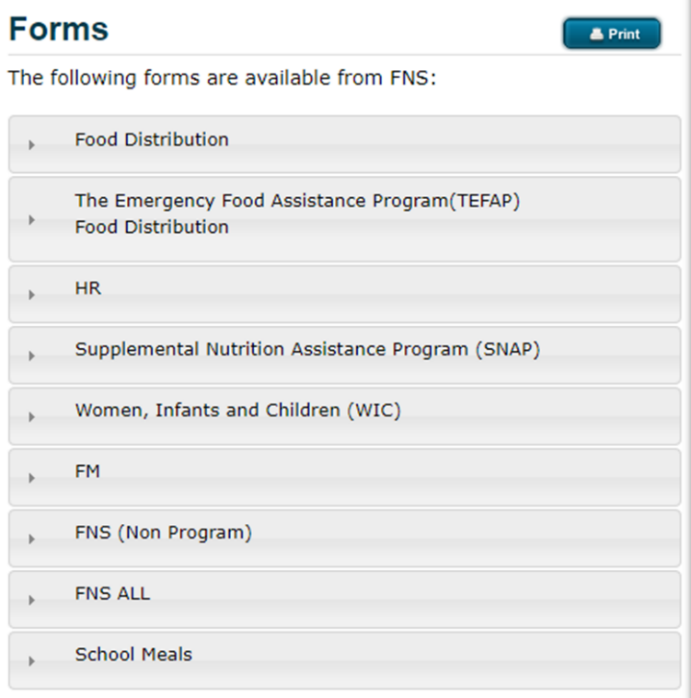 Forms
Print
The following forms are available from FNS:
Food Distribution
The Emergency Food Assistance Program(TEFAP)
Food Distribution
HR
Supplemental Nutrition Assistance Program (SNAP)
Women, Infants and Children (WIC)
FM
FNS (Non Program)
FNS ALL
School Meals